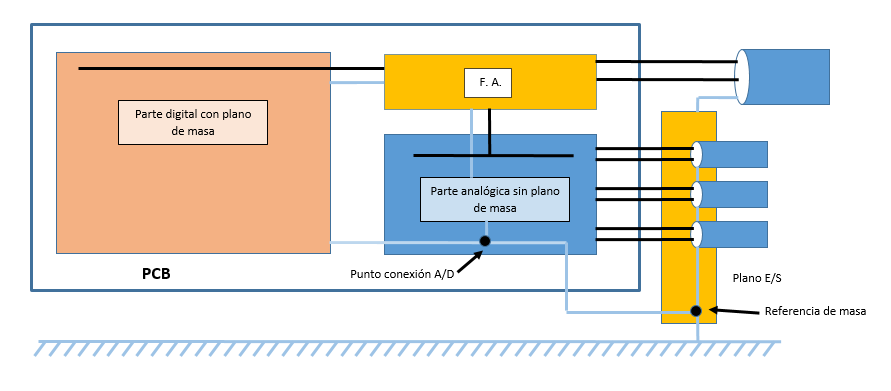 F. A.
Parte digital con plano
de masa
Parte analógica sin plano
de masa
PCB
Punto conexión A/D
Plano E/S
Referencia de masa